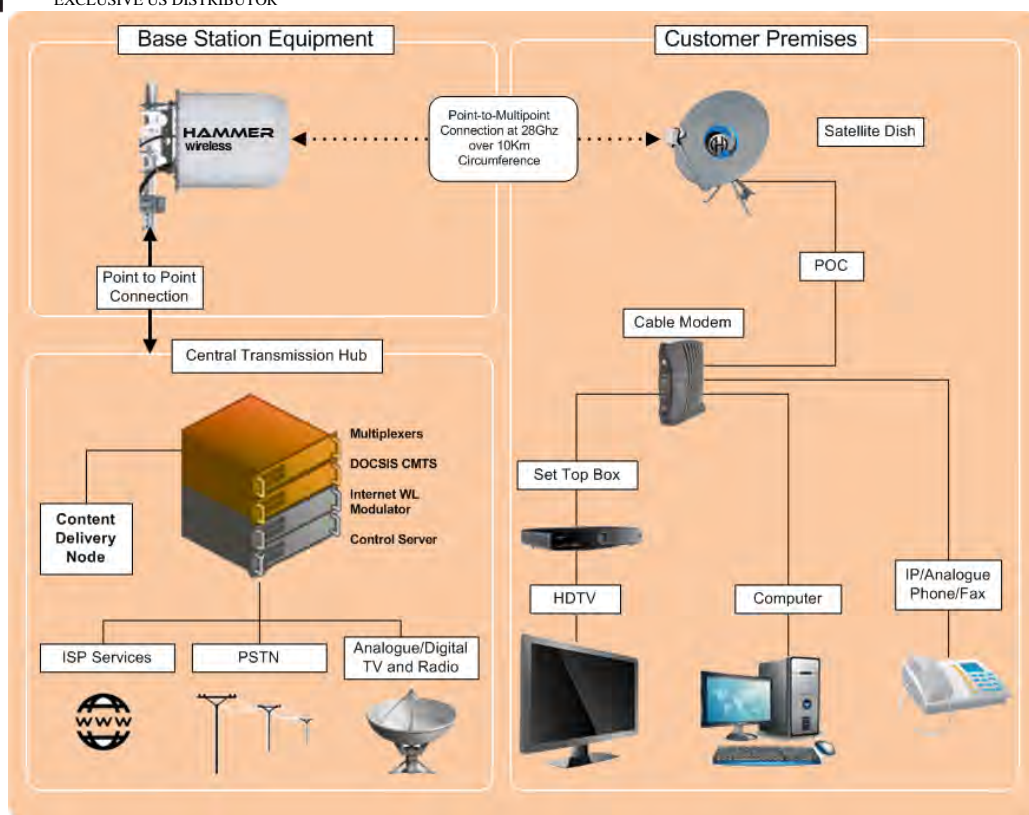 EXCLUSIVE US DISTRIBUTOR
Base Station Equipment
Customer Premises
HAMMER
wireless
Point-to-Multipoint
Connection at 28Ghz
over 10Km
Circumference
Satellite Dish
Point to Point
Connection
POC
Cable Modem
Central Transmission Hub
Multiplexers
DOCSIS CMTS
Internet WL
Modulator
Control Server
Content
Delivery
Node
Set Top Box
HDTV
Computer
IP/Analogue
Phone/Fax
ISP Services
PSTN
Analogue/Digital
TV and Radio
WWW